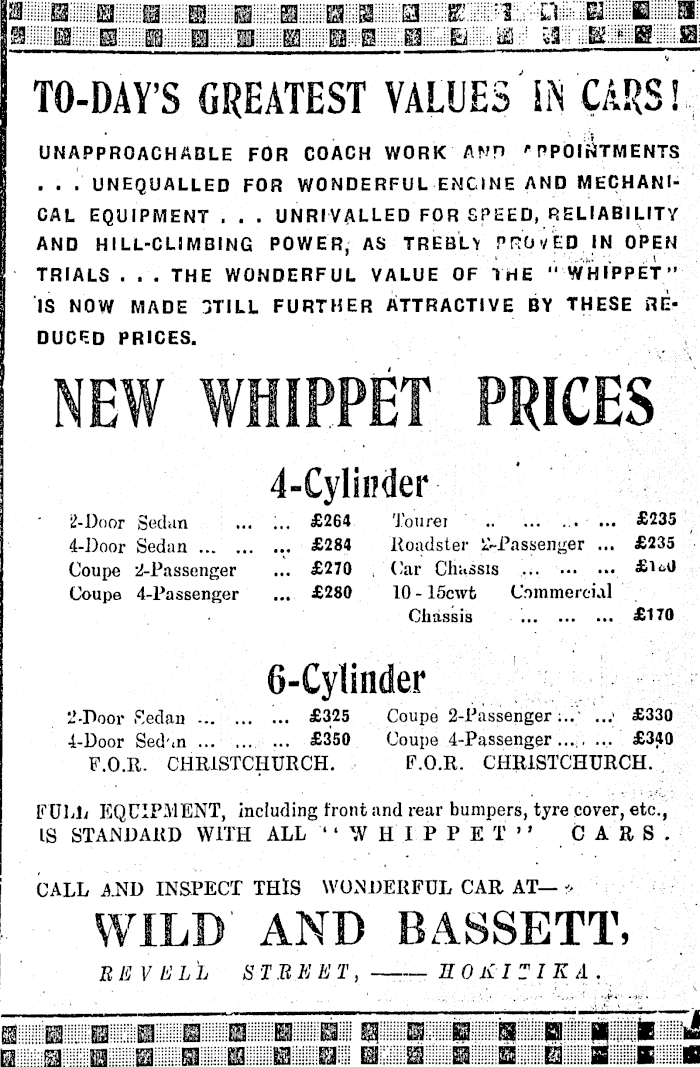 TO-DAY'S GREATEST VALUES IN CARS!
UNAPPROACHABLE FOR COACH WORK AND APPOINTMENTS
. . . UNEQUALLED FOR WONDERFUL ENGINE AND MECHANI-
CAL EQUIPMENT . . . UNRIVALLED FOR SPEED, RELIABILITY
AND HILL-CLIMBING POWER, AS TREBLY PROVED IN OPEN
TRIALS . . . THE WONDERFUL VALUE OF THE "WHIPPET"
IS NOW MADE STILL FURTHER ATTRACTIVE BY THESE RE-
DUCED PRICES.
NEW WHIPPET PRICES
4-Cylinder
2-Door Sedan ... ... £264
4-Door Sedan ... ... ... £284
Coupe 2-Passenger ... £270
Coupe 4-Passenger ... £280
Tourer .. ... ... ... £235
Roadster 2-Passenger ... £235
Car Chassis ... ... ...
10-15cwt Commercial
Chassis ... ... ... £170
6-Cylinder
2-Door Sedan ... ... ... £325
4-Door Sedan ... ... ... £350
F.O.R. CHRISTCHURCH.
Coupe 2-Passenger ... ... £330
Coupe 4-Passenger ... ... £340
F.O.R. CHRISTCHURCH.
FULL EQUIPMENT, including front and rear bumpers, tyre cover, etc.,
IS STANDARD WITH ALL "WHIPPET" CARS.
CALL AND INSPECT THIS WONDERFUL CAR AT—
WILD AND BASSETT,
REVELL STREET, —— HOKITIKA.